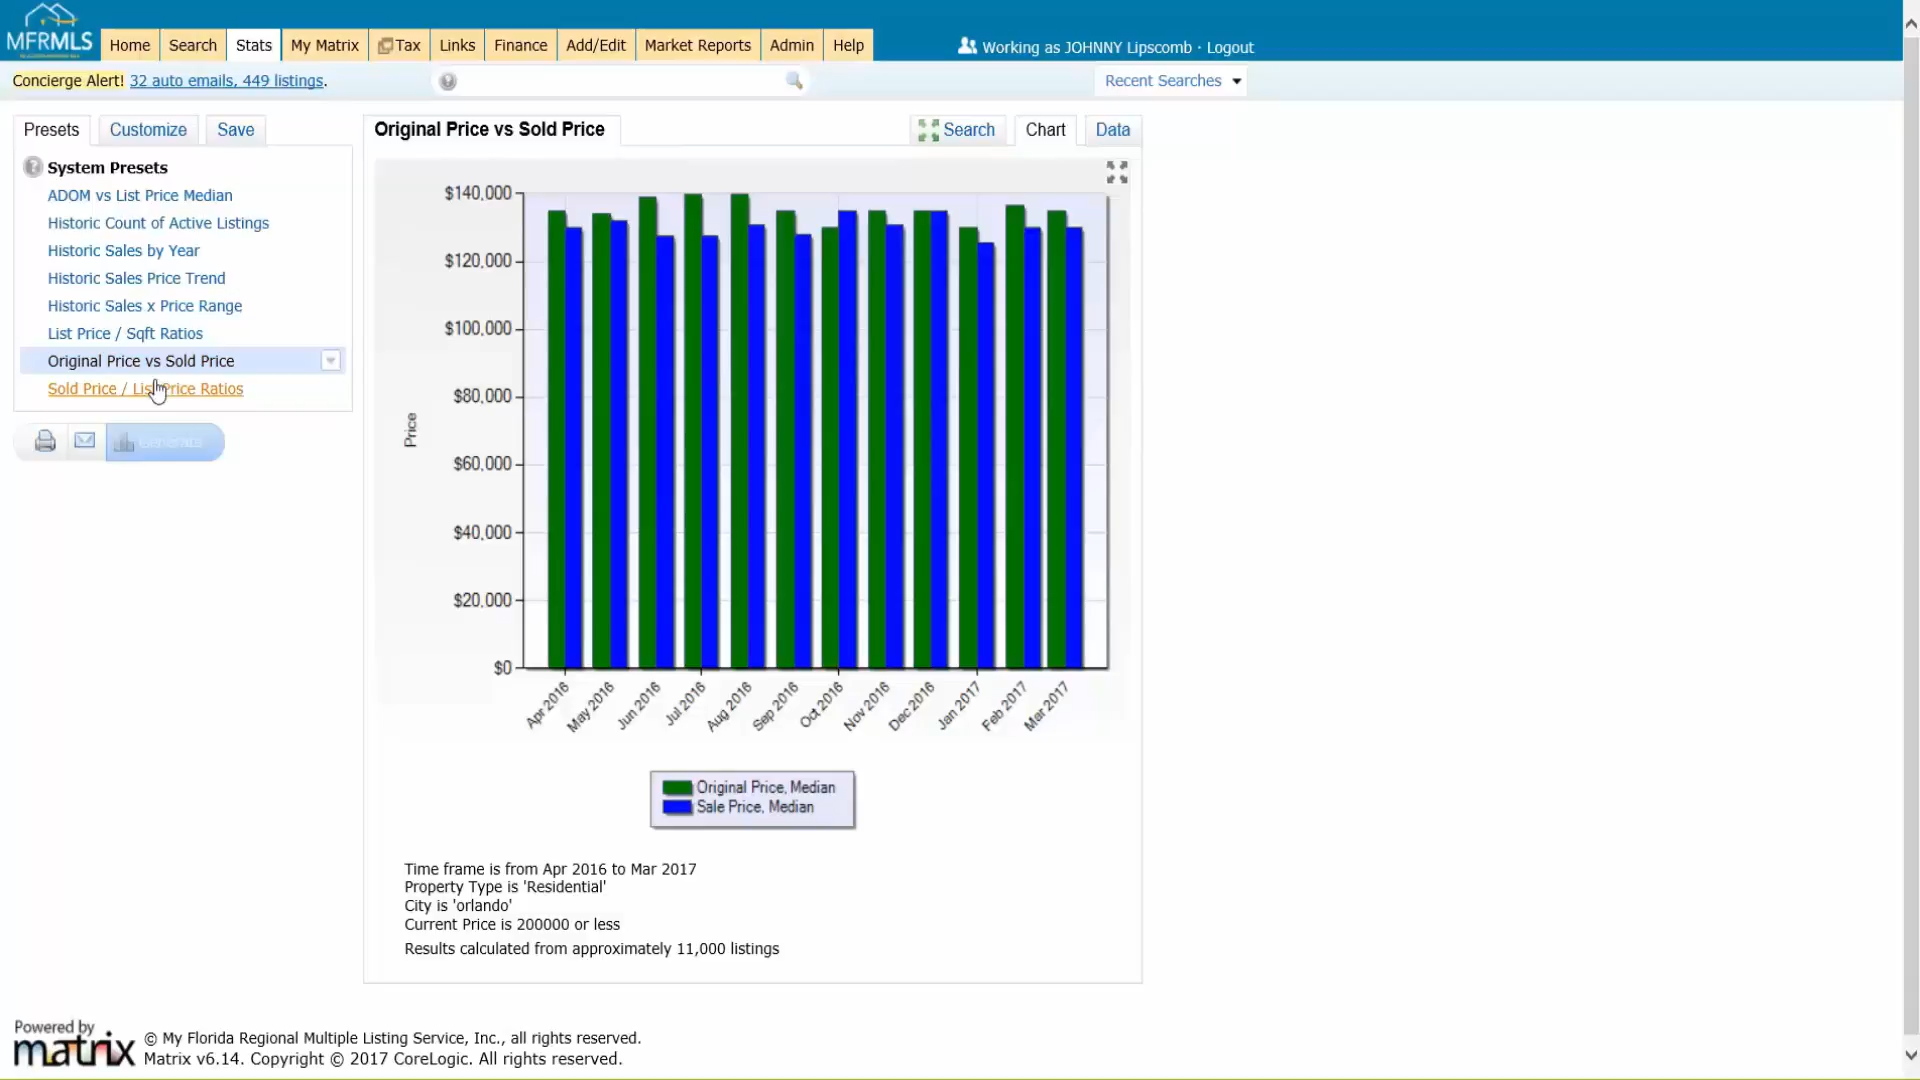 MFRMLS
Home Search Stats My Matrix Tax Links Finance Add/Edit Market Reports Admin Help
Working as JOHNNY Lipscomb · Logout
Concierge Alert! 32 auto emails, 449 listings.
Recent Searches
Presets Customize Save
System Presets
ADOM vs List Price Median
Historic Count of Active Listings
Historic Sales by Year
Historic Sales Price Trend
Historic Sales x Price Range
List Price / Sqft Ratios
Original Price vs Sold Price
Sold Price / List Price Ratios
Generate
Original Price vs Sold Price
Search Chart Data
$140,000
$120,000
$100,000
$80,000
$60,000
$40,000
$20,000
$0
Price
Apr 2016
May 2016
Jun 2016
Jul 2016
Aug 2016
Sep 2016
Oct 2016
Nov 2016
Dec 2016
Jan 2017
Feb 2017
Mar 2017
Original Price, Median
Sale Price, Median
Time frame is from Apr 2016 to Mar 2017
Property Type is 'Residential'
City is 'orlando'
Current Price is 200000 or less
Results calculated from approximately 11,000 listings
Powered by
matrix
© My Florida Regional Multiple Listing Service, Inc., all rights reserved.
Matrix v6.14. Copyright © 2017 CoreLogic. All rights reserved.